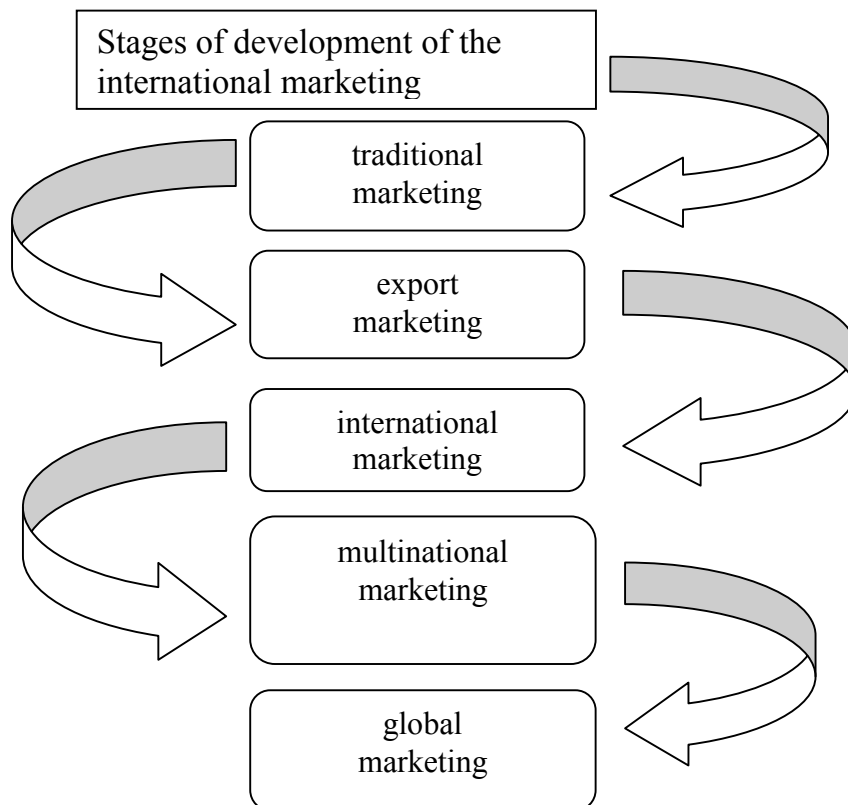 Stages of development of the
international marketing
traditional
marketing
export
marketing
international
marketing
multinational
marketing
global
marketing